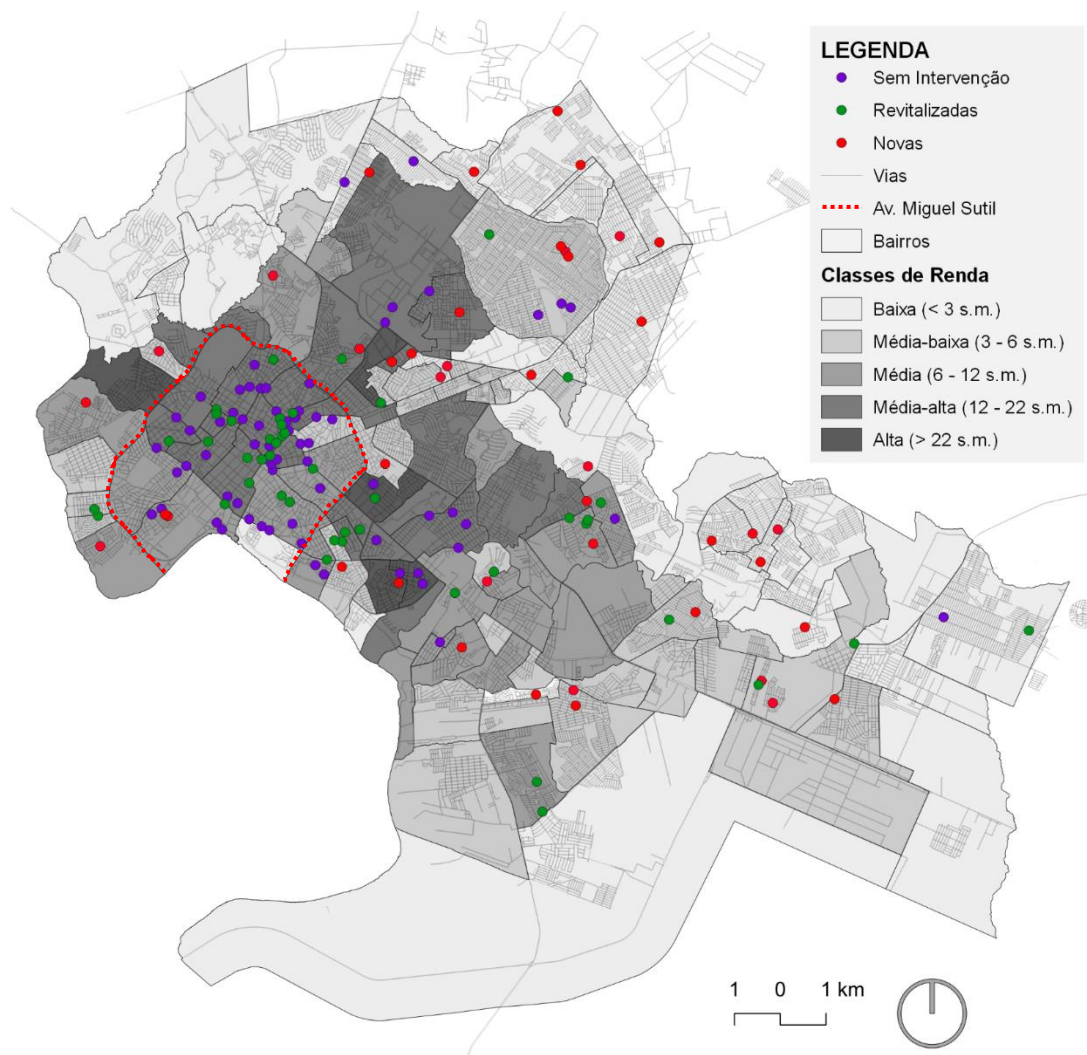 LEGENDA
Sem Intervenção
Revitalizadas
Novas
Vias
Av. Miguel Sutil
Bairros
Classes de Renda
Baixa (< 3 s.m.)
Média-baixa (3 - 6 s.m.)
Média (6 - 12 s.m.)
Média-alta (12 - 22 s.m.)
Alta (> 22 s.m.)
1 0 1 km